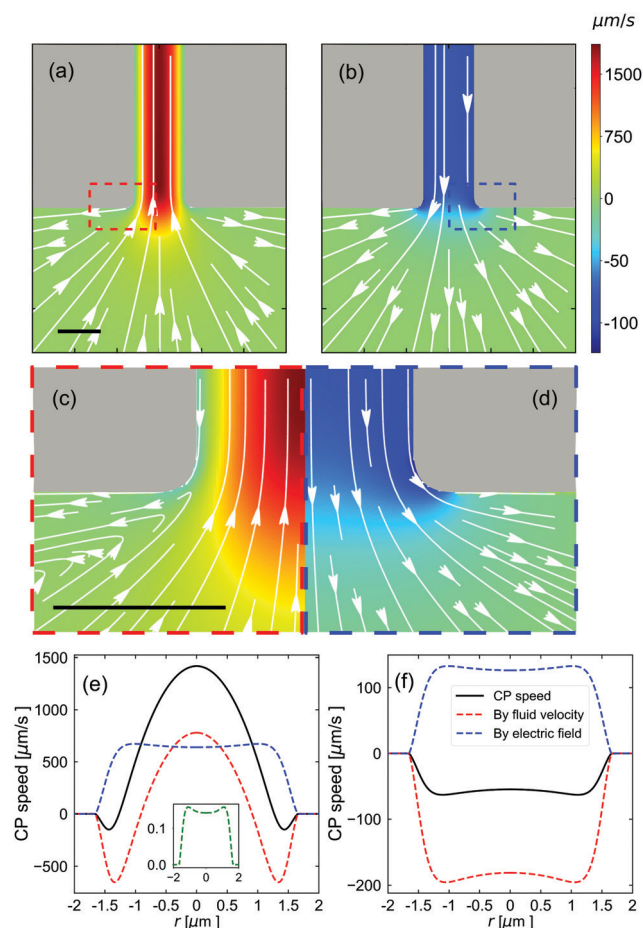 μm/s
(a)
(b)
1500
750
0
-50
-100
(c)
(d)
(e)
(f)
CP speed [μm/s]
1500
1000
500
0
−500
0.1
0.0
−2
0
2
−2
−1.5
−1
−0.5
0
0.5
1
1.5
2
r [μm]
CP speed [μm/s]
100
0
−100
−200
CP speed
By fluid velocity
By electric field
−2
−1.5
−1
−0.5
0
0.5
1
1.5
2
r [μm]